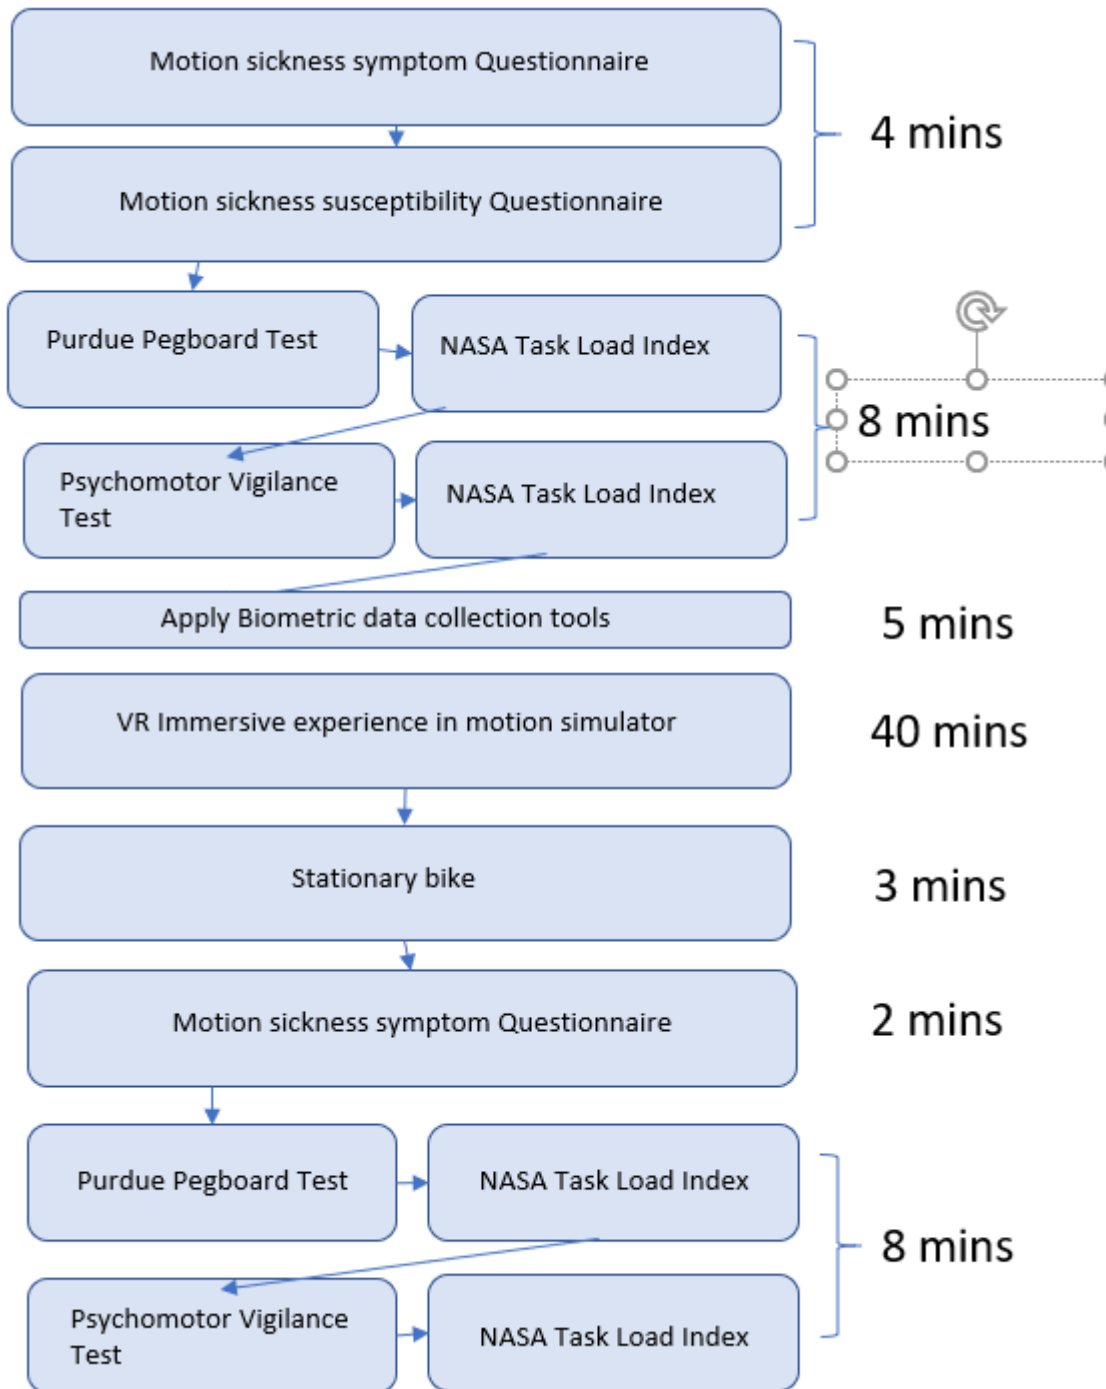 Motion sickness symptom Questionnaire
4 mins
Motion sickness susceptibility Questionnaire
Purdue Pegboard Test
NASA Task Load Index
8 mins
Psychomotor Vigilance
Test
NASA Task Load Index
Apply Biometric data collection tools
5 mins
VR Immersive experience in motion simulator
40 mins
Stationary bike
3 mins
Motion sickness symptom Questionnaire
2 mins
Purdue Pegboard Test
NASA Task Load Index
8 mins
Psychomotor Vigilance
Test
NASA Task Load Index